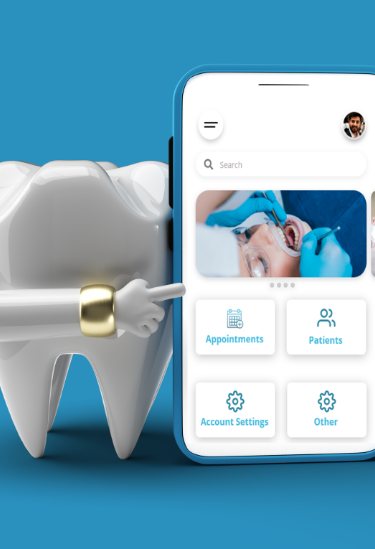 Search
Appointments
Patients
Account Settings
Other